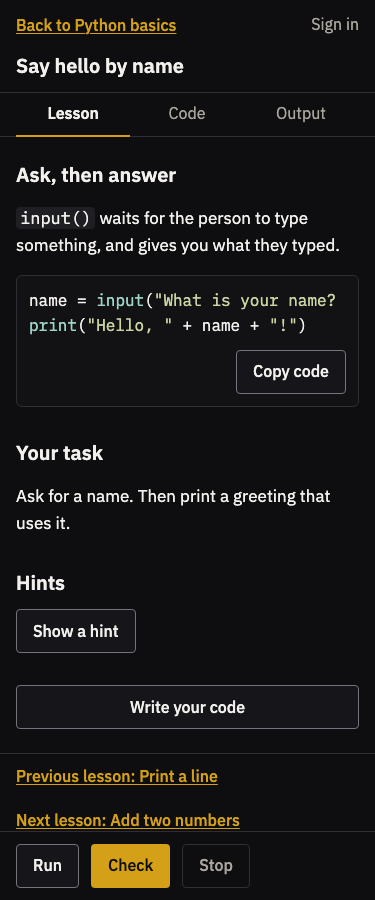 Back to Python basics
Sign in
Say hello by name
Lesson
Code
Output
Ask, then answer
input() waits for the person to type
something, and gives you what they typed.
name = input("What is your name?
print("Hello, " + name + "!")
Copy code
Your task
Ask for a name. Then print a greeting that
uses it.
Hints
Show a hint
Write your code
Previous lesson: Print a line
Next lesson: Add two numbers
Run
Check
Stop